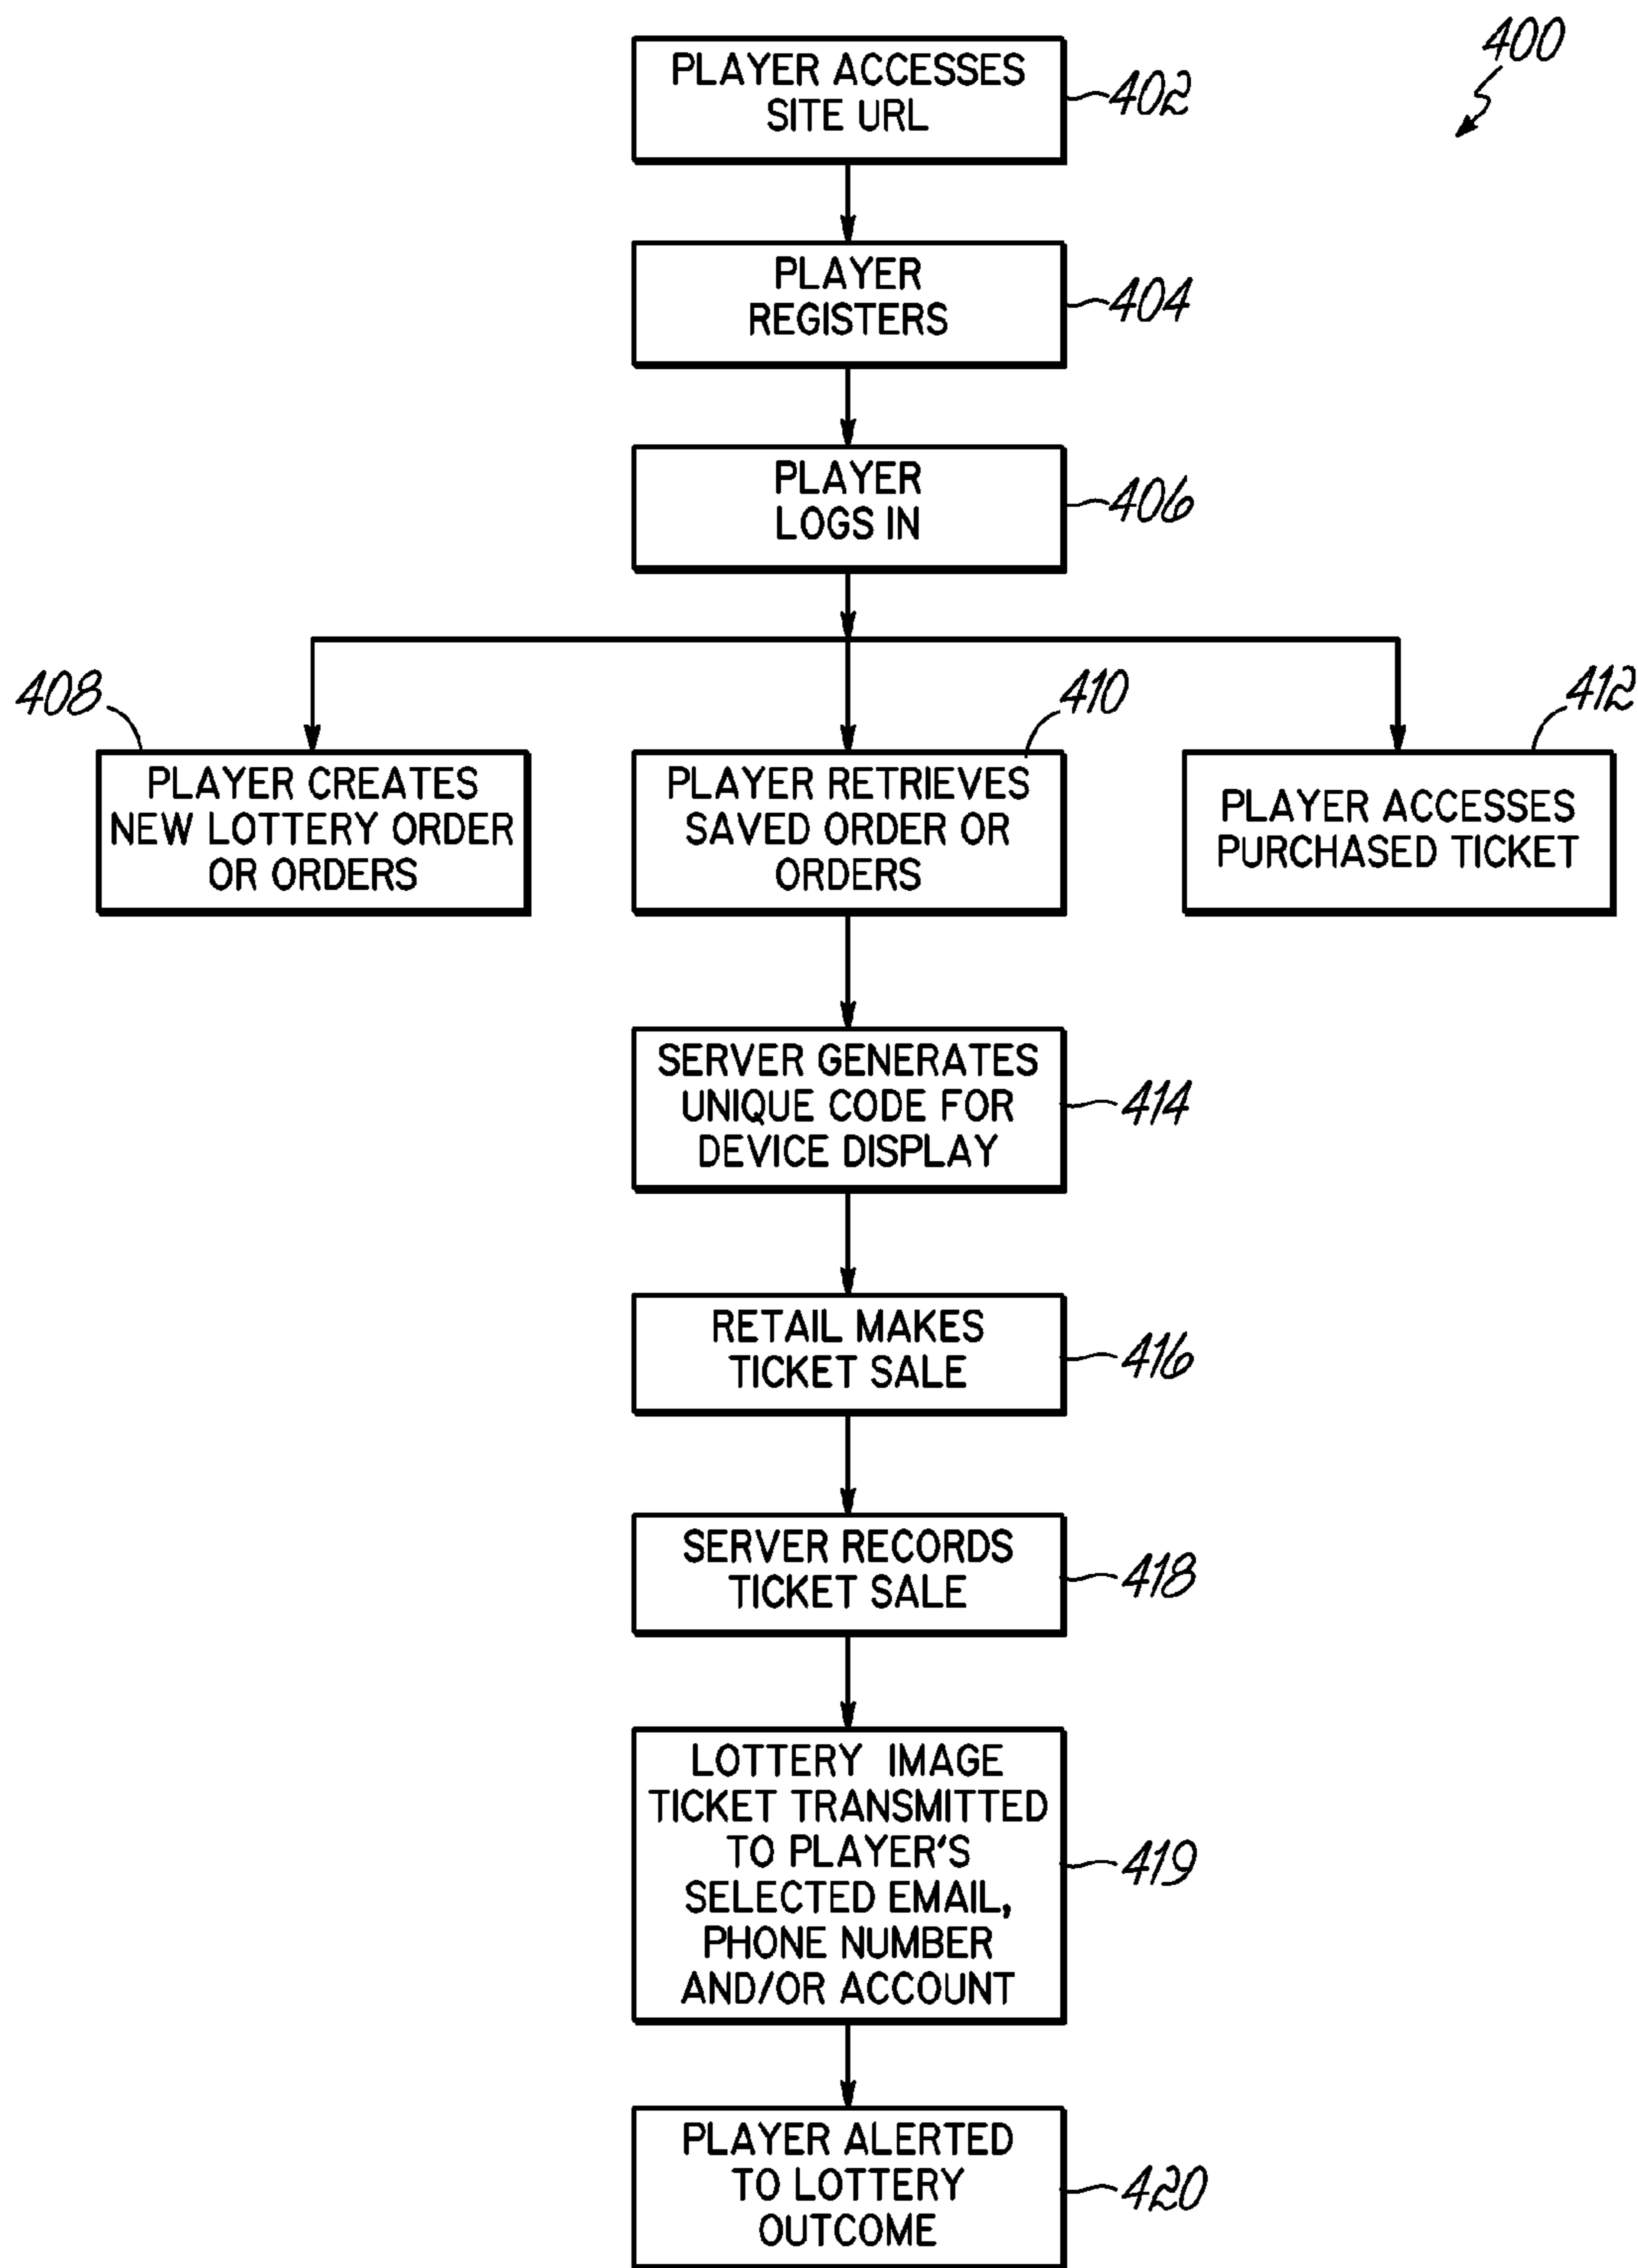 400
PLAYER ACCESSES
SITE URL
402
PLAYER
REGISTERS
404
PLAYER
LOGS IN
406
408
PLAYER CREATES
NEW LOTTERY ORDER
OR ORDERS
410
PLAYER RETRIEVES
SAVED ORDER OR
ORDERS
412
PLAYER ACCESSES
PURCHASED TICKET
SERVER GENERATES
UNIQUE CODE FOR
DEVICE DISPLAY
414
RETAIL MAKES
TICKET SALE
416
SERVER RECORDS
TICKET SALE
418
LOTTERY IMAGE
TICKET TRANSMITTED
TO PLAYER'S
SELECTED EMAIL,
PHONE NUMBER
AND/OR ACCOUNT
419
PLAYER ALERTED
TO LOTTERY
OUTCOME
420